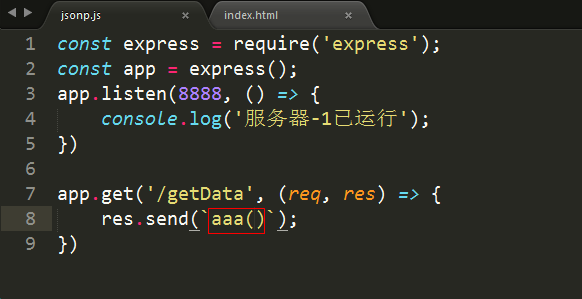 jsonp.js × index.html ×
1 const express = require('express');
2 const app = express();
3 app.listen(8888, () => {
4     console.log('服务器-1已运行');
5 })
6
7 app.get('/getData', (req, res) => {
8     res.send(`aaa()`);
9 })